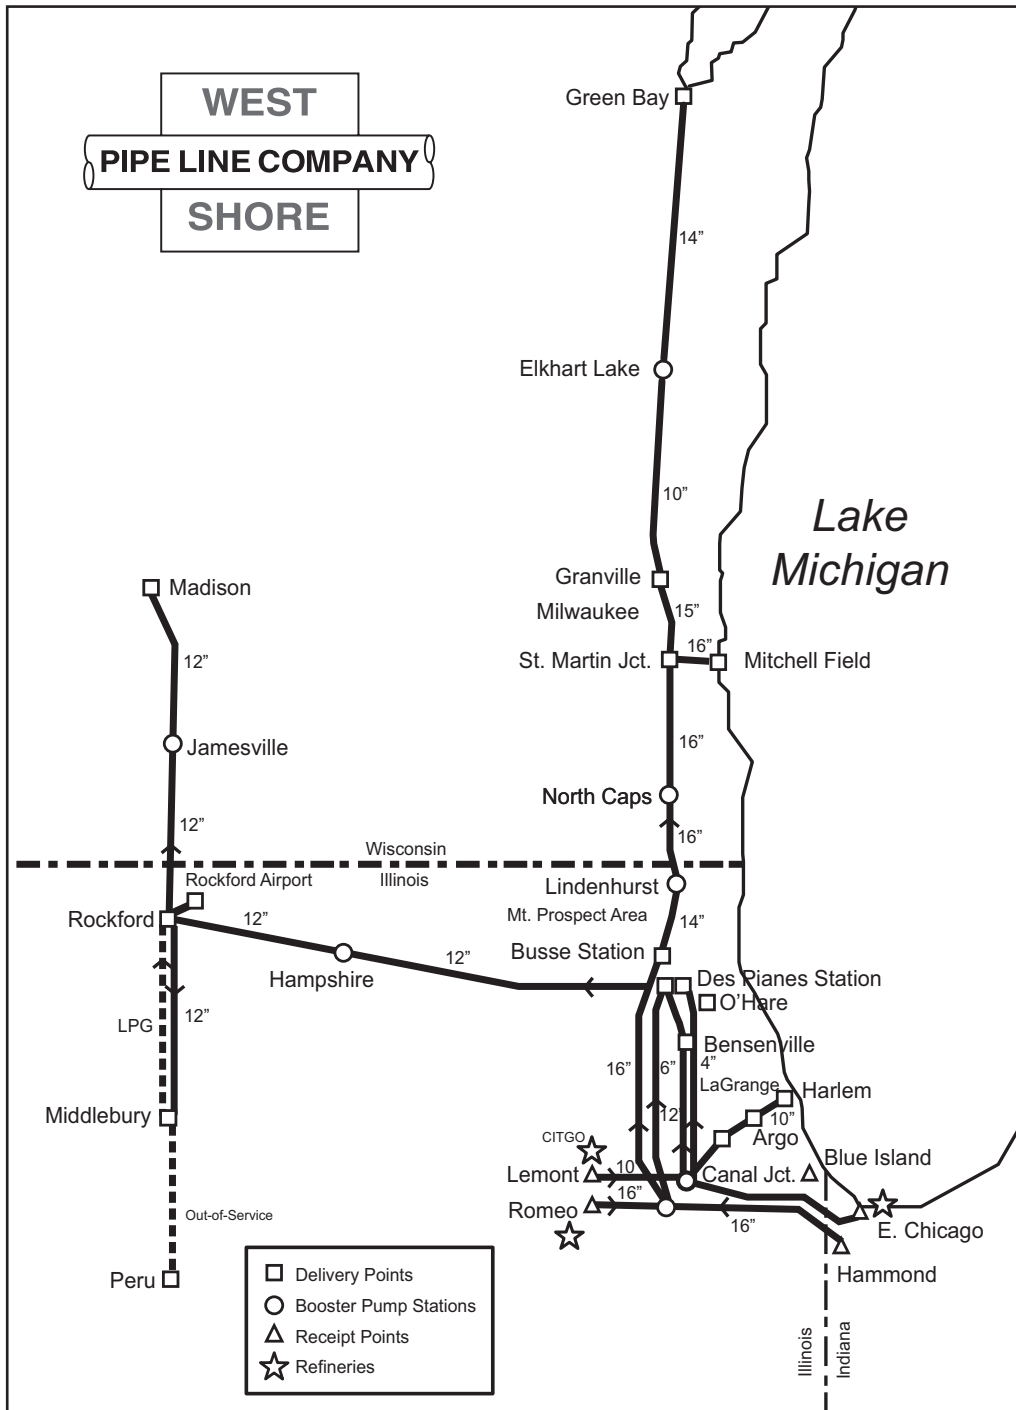 WEST
PIPE LINE COMPANY
SHORE
Green Bay
14”
Elkhart Lake
10”
Lake
Michigan
Granville
Milwaukee
15”
St. Martin Jct.
16”
Mitchell Field
Madison
12”
Jamesville
16”
North Caps
12”
16”
Wisconsin
Illinois
Rockford Airport
Lindenhurst
Mt. Prospect Area
14”
Rockford
12”
Hampshire
12”
Busse Station
Des Pianes Station
O’Hare
LPG
12”
Bensenville
16”
6”
4”
LaGrange
Harlem
10”
Middlebury
12”
Argo
CITGO
Lemont
10
Canal Jct.
Blue Island
Romeo
16”
16”
E. Chicago
Hammond
Out-of-Service
Peru
Delivery Points
Booster Pump Stations
Receipt Points
Refineries
Illinois
Indiana